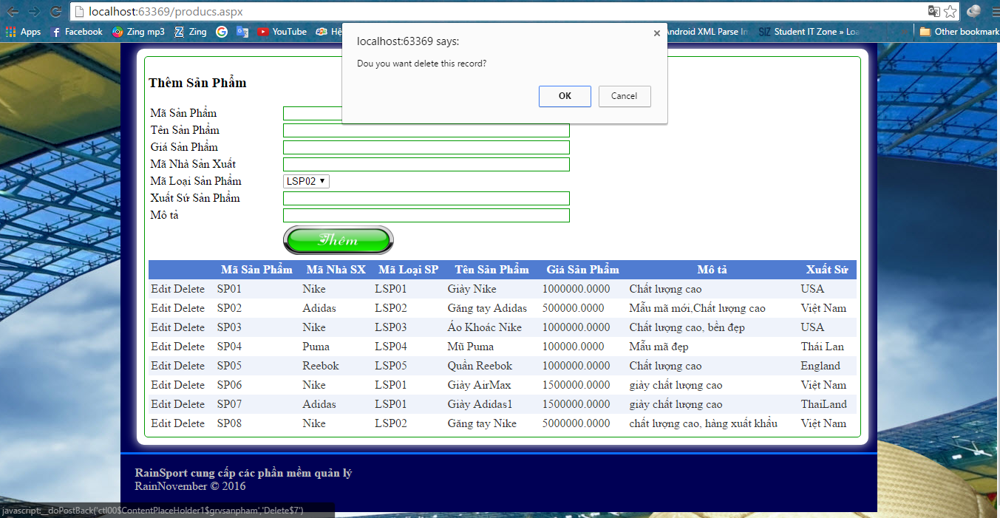 localhost:63369/producs.aspx
Apps Facebook Zing mp3 Zing YouTube Hệ Android XML Parse Student IT Zone » Loa Other bookmark
localhost:63369 says:
Dou you want delete this record?
OK Cancel
Thêm Sản Phẩm
Mã Sản Phẩm
Tên Sản Phẩm
Giá Sản Phẩm
Mã Nhà Sản Xuất
Mã Loại Sản Phẩm LSP02
Xuất Sứ Sản Phẩm
Mô tả
Thêm
Mã Sản Phẩm Mã Nhà SX Mã Loại SP Tên Sản Phẩm Giá Sản Phẩm Mô tả Xuất Sứ
Edit Delete SP01 Nike LSP01 Giày Nike 1000000.0000 Chất lượng cao USA
Edit Delete SP02 Adidas LSP02 Găng tay Adidas 500000.0000 Mẫu mã mới,Chất lượng cao Việt Nam
Edit Delete SP03 Nike LSP03 Áo Khoác Nike 1000000.0000 Chất lượng cao, bền đẹp USA
Edit Delete SP04 Puma LSP04 Mũ Puma 100000.0000 Mẫu mã đẹp Thái Lan
Edit Delete SP05 Reebok LSP05 Quần Reebok 1000000.0000 Chất lượng cao England
Edit Delete SP06 Nike LSP01 Giày AirMax 1500000.0000 giày chất lượng cao Việt Nam
Edit Delete SP07 Adidas LSP01 Giày Adidas1 1500000.0000 giày chất lượng cao ThaiLand
Edit Delete SP08 Nike LSP02 Găng tay Nike 5000000.0000 chất lượng cao, hàng xuất khẩu Việt Nam
RainSport cung cấp các phần mềm quản lý
RainNovember © 2016
javascript:__doPostBack('ctl00$ContentPlaceHolder1$grvsanpham','Delete$7')